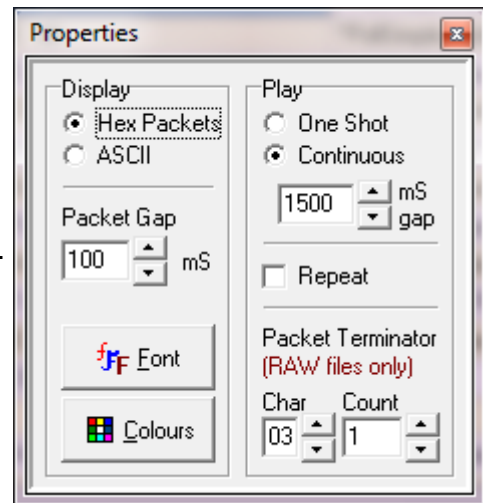 Properties
Display
Hex Packets
ASCII
Packet Gap
100 mS
Font
Colours
Play
One Shot
Continuous
1500 mS
gap
Repeat
Packet Terminator
(RAW files only)
Char Count
03 1